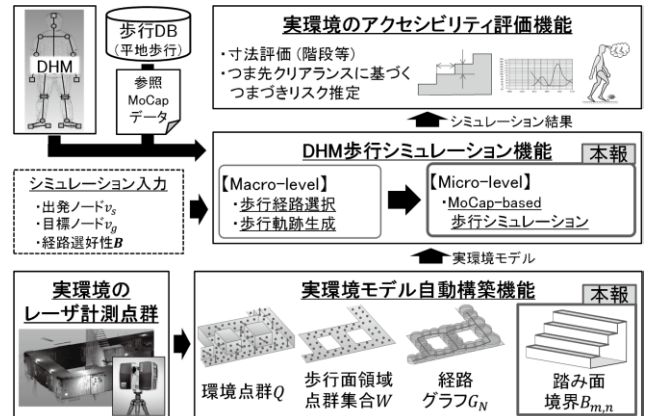 DHM
歩行DB
(平地歩行)
参照
MoCap
データ
実環境のアクセシビリティ評価機能
・寸法評価 (階段等)
・つま先クリアランスに基づく
つまづきリスク推定
シミュレーション結果
DHM歩行シミュレーション機能
本報
シミュレーション入力
・出発ノードvs
・目標ノードvg
・経路選好性B
【Macro-level】
・歩行経路選択
・歩行軌跡生成
【Micro-level】
・MoCap-based
歩行シミュレーション
実環境モデル
実環境の
レーザ計測点群
実環境モデル自動構築機能
本報
環境点群Q
歩行面領域
点群集合W
経路
グラフGN
踏み面
境界Bm,n